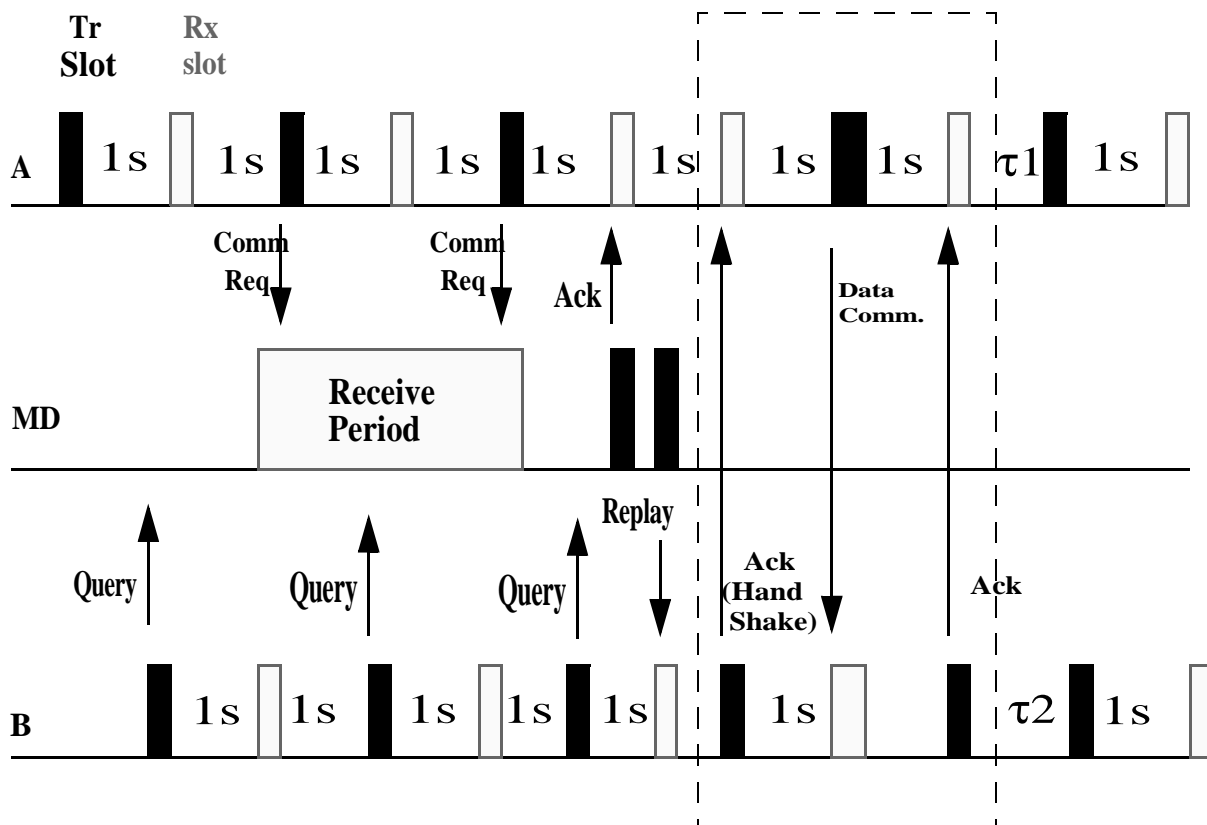 Tr Slot
Rx slot
A
1s 1s 1s 1s 1s 1s 1s 1s τ1 1s
Comm Req
Comm Req
Ack
Data Comm.
MD
Receive Period
Replay
Query
Query
Query
Ack (Hand Shake)
Ack
B
1s 1s 1s 1s 1s 1s τ2 1s